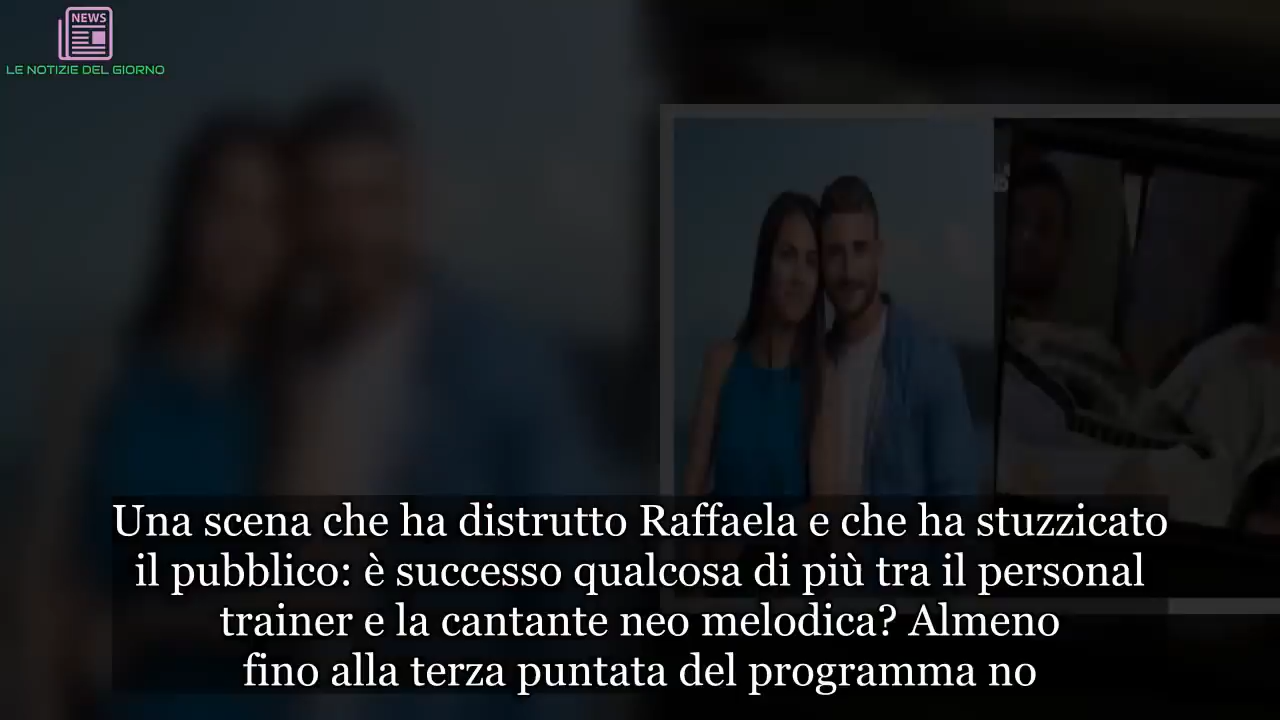 NEWS
LE NOTIZIE DEL GIORNO
Una scena che ha distrutto Raffaela e che ha stuzzicato
il pubblico: è successo qualcosa di più tra il personal
trainer e la cantante neo melodica? Almeno
fino alla terza puntata del programma no